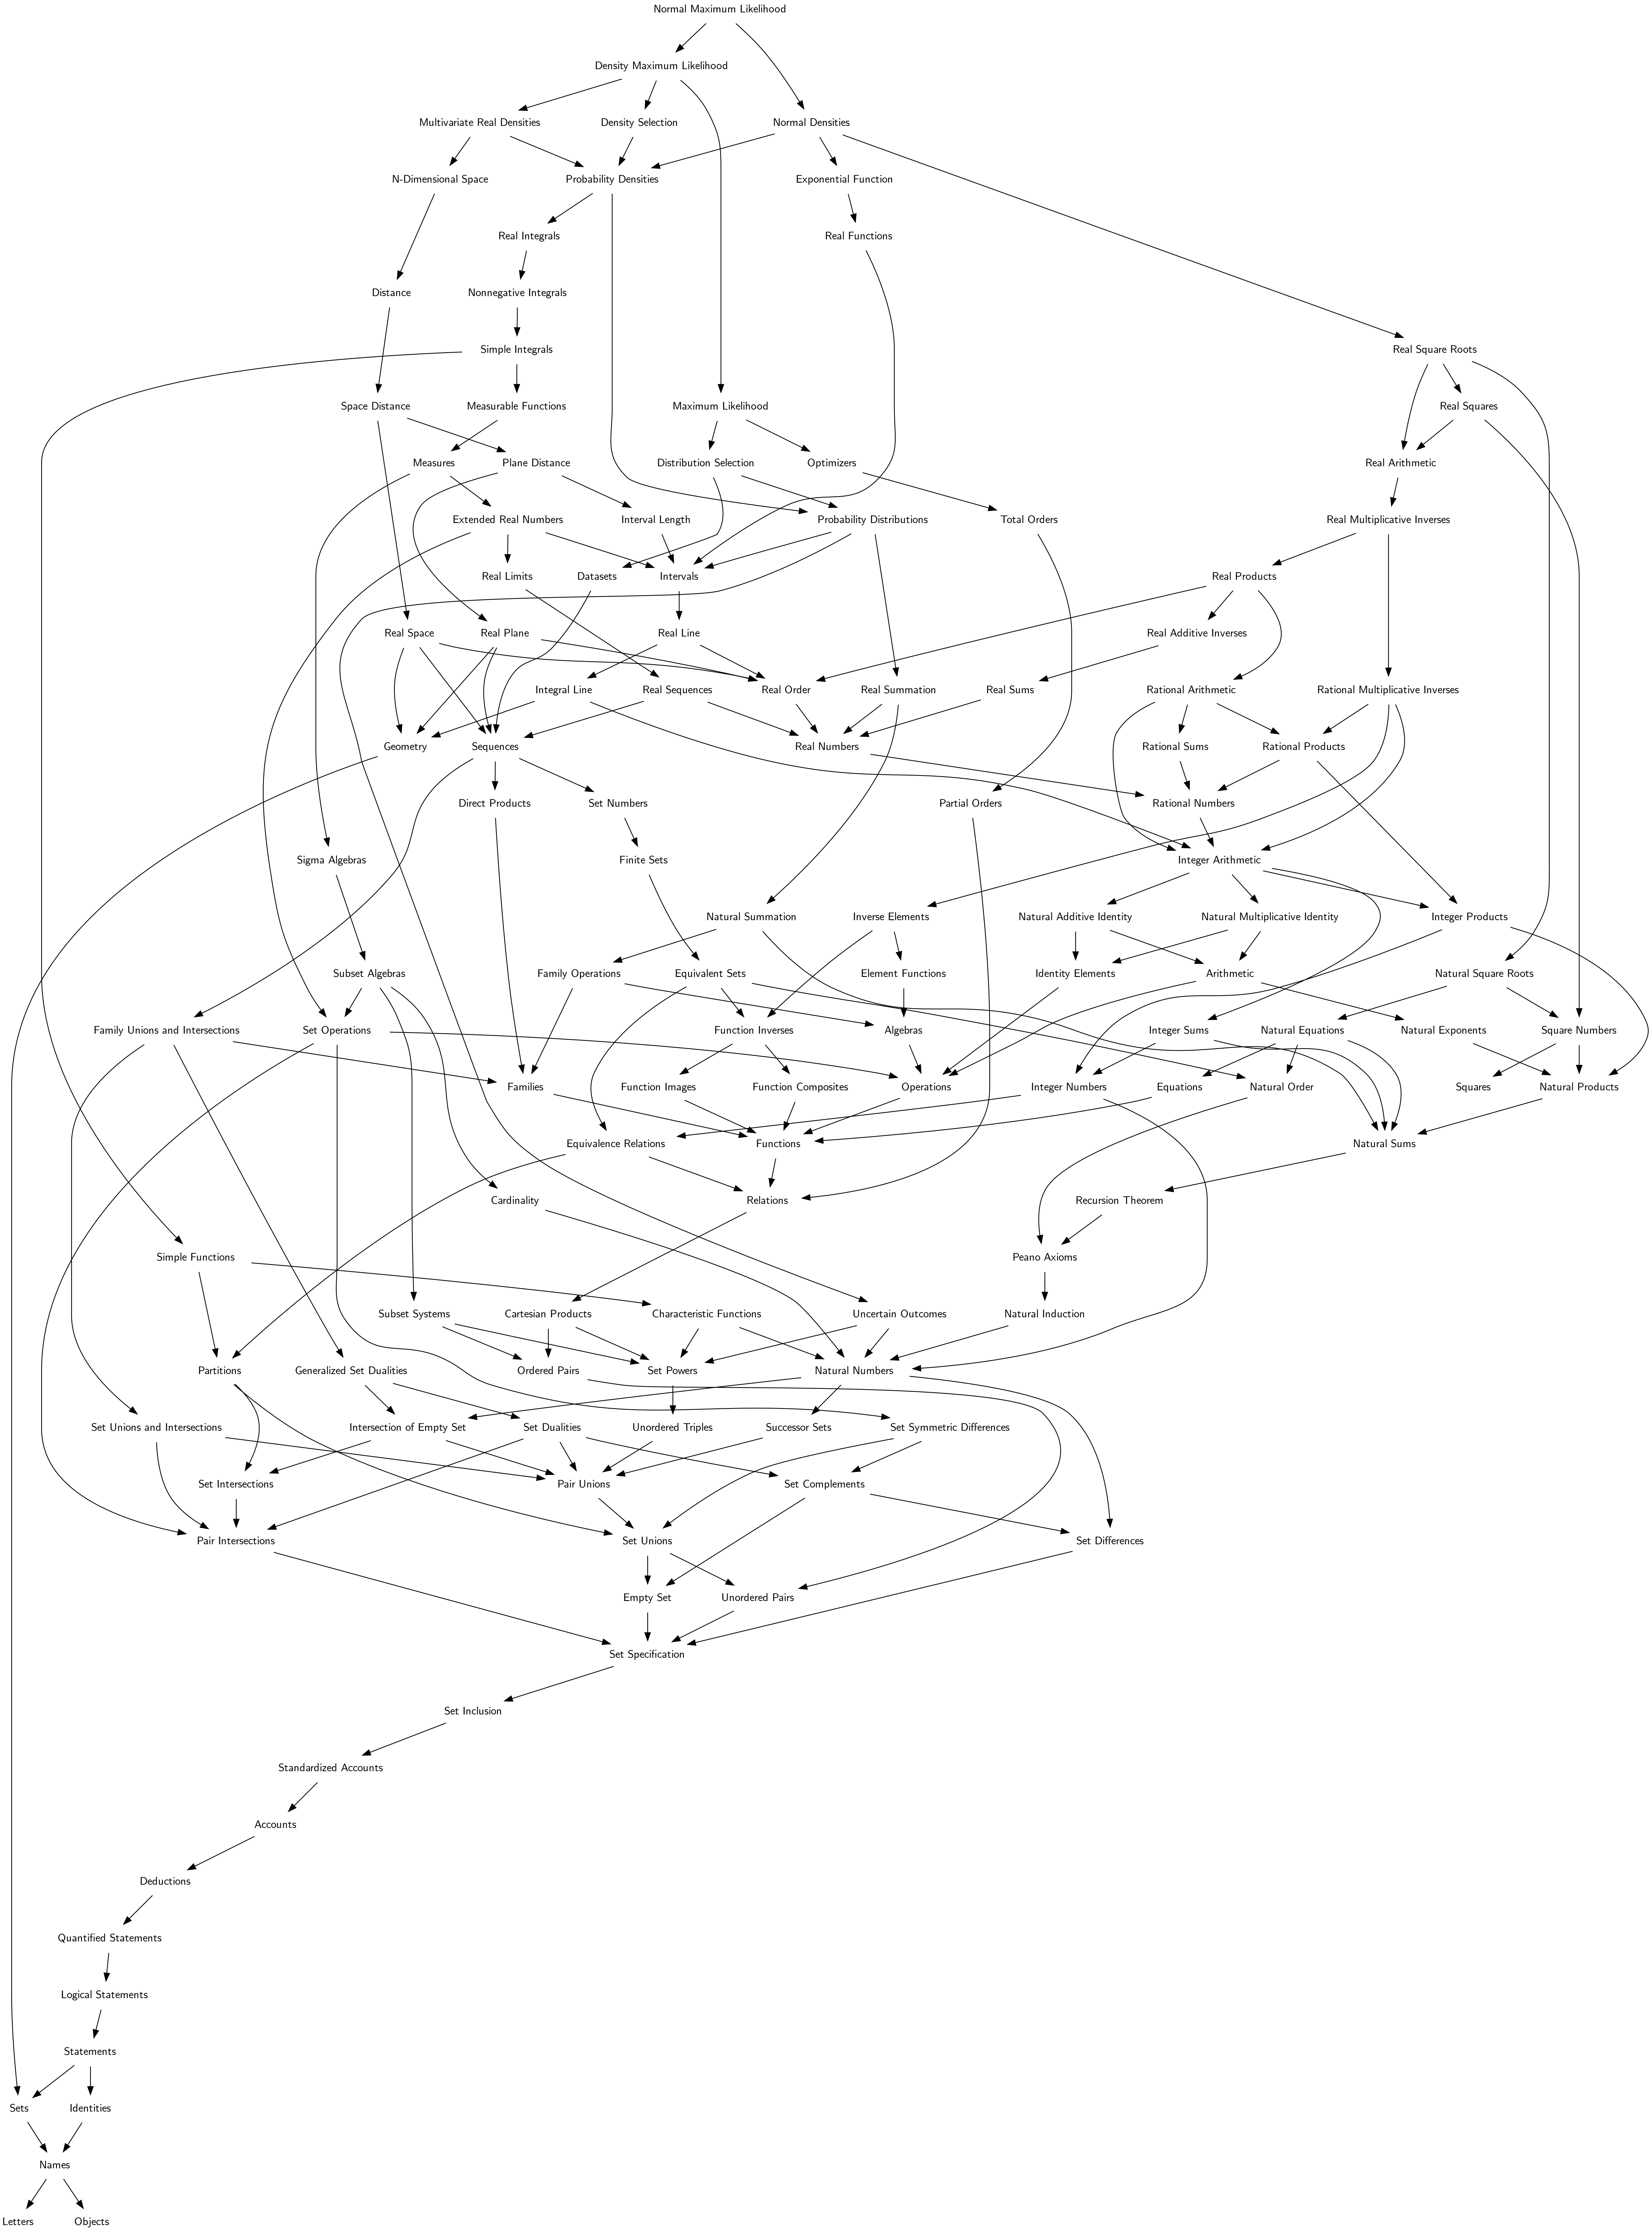 Normal Maximum Likelihood
Density Maximum Likelihood
Multivariate Real Densities
Density Selection
Normal Densities
N-Dimensional Space
Probability Densities
Exponential Function
Real Integrals
Real Functions
Distance
Nonnegative Integrals
Simple Integrals
Real Square Roots
Space Distance
Measurable Functions
Maximum Likelihood
Real Squares
Measures
Plane Distance
Distribution Selection
Optimizers
Real Arithmetic
Extended Real Numbers
Interval Length
Probability Distributions
Total Orders
Real Multiplicative Inverses
Real Limits
Datasets
Intervals
Real Products
Real Space
Real Plane
Real Line
Real Additive Inverses
Integral Line
Real Sequences
Real Order
Real Summation
Real Sums
Rational Arithmetic
Rational Multiplicative Inverses
Geometry
Sequences
Real Numbers
Rational Sums
Rational Products
Direct Products
Set Numbers
Partial Orders
Rational Numbers
Sigma Algebras
Finite Sets
Integer Arithmetic
Natural Summation
Inverse Elements
Natural Additive Identity
Natural Multiplicative Identity
Integer Products
Subset Algebras
Family Operations
Equivalent Sets
Element Functions
Identity Elements
Arithmetic
Natural Square Roots
Family Unions and Intersections
Set Operations
Function Inverses
Algebras
Integer Sums
Natural Equations
Natural Exponents
Square Numbers
Families
Function Images
Function Composites
Operations
Integer Numbers
Equations
Natural Order
Squares
Natural Products
Equivalence Relations
Functions
Natural Sums
Cardinality
Relations
Recursion Theorem
Simple Functions
Peano Axioms
Subset Systems
Cartesian Products
Characteristic Functions
Uncertain Outcomes
Natural Induction
Partitions
Generalized Set Dualities
Ordered Pairs
Set Powers
Natural Numbers
Set Unions and Intersections
Intersection of Empty Set
Set Dualities
Unordered Triples
Successor Sets
Set Symmetric Differences
Set Intersections
Pair Unions
Set Complements
Pair Intersections
Set Unions
Set Differences
Empty Set
Unordered Pairs
Set Specification
Set Inclusion
Standardized Accounts
Accounts
Deductions
Quantified Statements
Logical Statements
Statements
Sets
Identities
Names
Letters
Objects